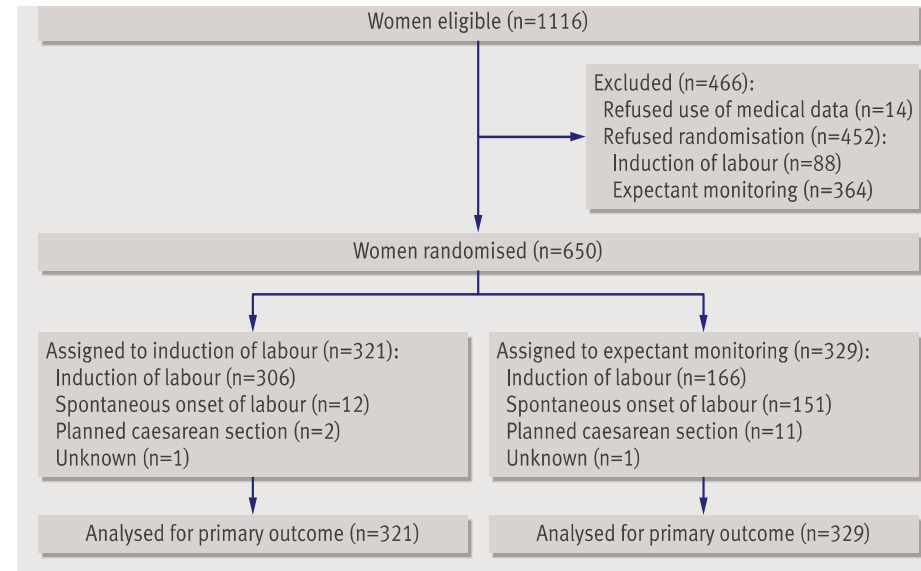 Women eligible (n=1116)
Excluded (n=466):
Refused use of medical data (n=14)
Refused randomisation (n=452):
Induction of labour (n=88)
Expectant monitoring (n=364)
Women randomised (n=650)
Assigned to induction of labour (n=321):
Induction of labour (n=306)
Spontaneous onset of labour (n=12)
Planned caesarean section (n=2)
Unknown (n=1)
Assigned to expectant monitoring (n=329):
Induction of labour (n=166)
Spontaneous onset of labour (n=151)
Planned caesarean section (n=11)
Unknown (n=1)
Analysed for primary outcome (n=321)
Analysed for primary outcome (n=329)